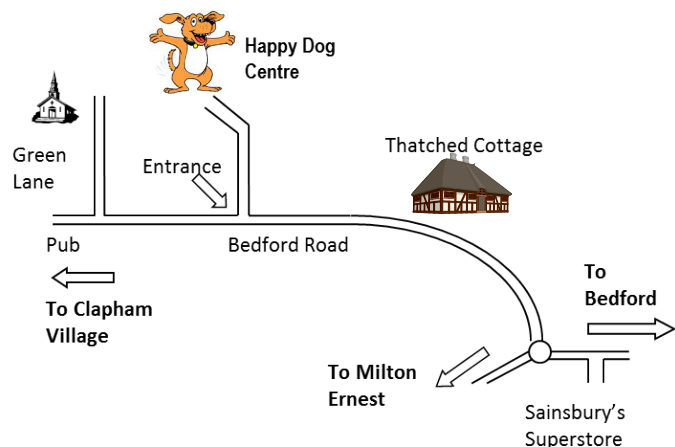 Happy Dog
Centre
Green
Lane
Entrance
Thatched Cottage
Pub
Bedford Road
To Clapham
Village
To
Bedford
To Milton
Ernest
Sainsbury’s
Superstore